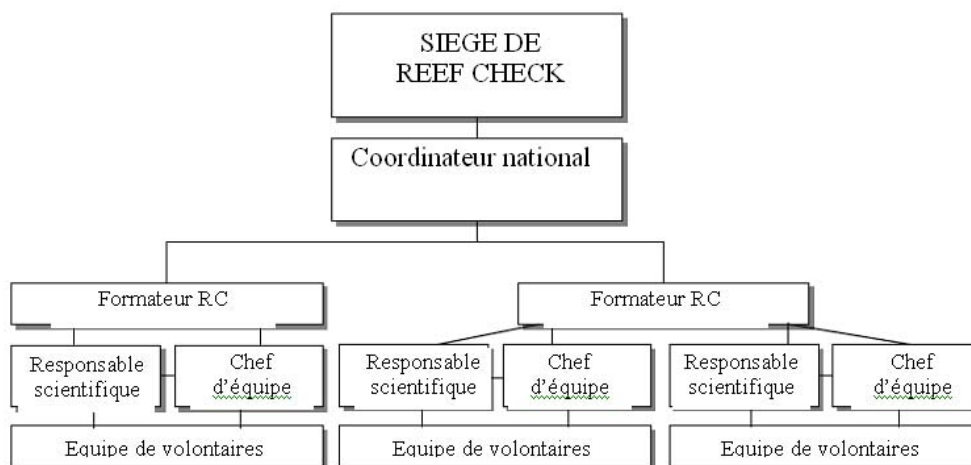 SIEGE DE
REEF CHECK
Coordinateur national
Formateur RC
Formateur RC
Responsable
scientifique
Chef
d'équipe
Responsable
scientifique
Chef
d'équipe
Responsable
scientifique
Chef
d'équipe
Equipe de volontaires
Equipe de volontaires
Equipe de volontaires